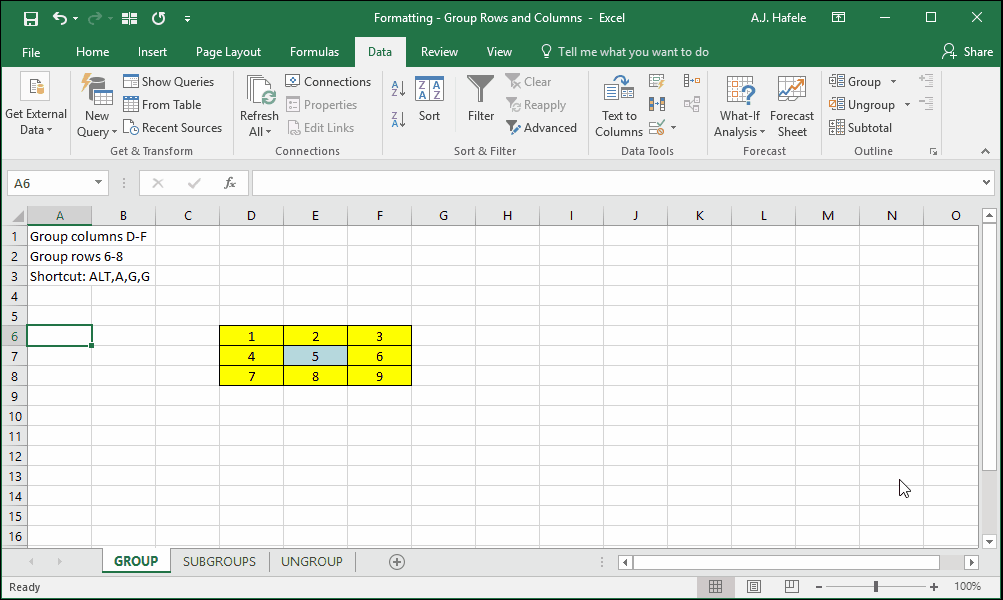 Formatting - Group Rows and Columns - Excel
A.J. Hafele
File Home Insert Page Layout Formulas Data Review View Tell me what you want to do Share
Get External Data
New Query
Show Queries
From Table
Recent Sources
Get & Transform
Refresh All
Connections
Properties
Edit Links
Connections
Sort
Filter
Clear
Reapply
Advanced
Sort & Filter
Text to Columns
Data Tools
What-If Analysis
Forecast Sheet
Forecast
Group
Ungroup
Subtotal
Outline
A6
fx
A B C D E F G H I J K L M N O
1 Group columns D-F
2 Group rows 6-8
3 Shortcut: ALT,A,G,G
4
5
6 1 2 3
7 4 5 6
8 7 8 9
9
10
11
12
13
14
15
16
GROUP SUBGROUPS UNGROUP
Ready
100%